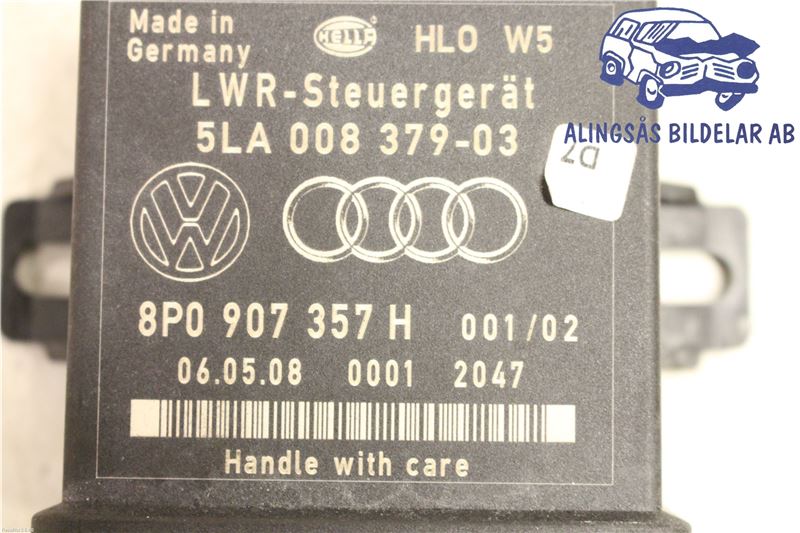 Made in
Germany
HELLA
HLO W5
LWR-Steuergerät
5LA 008 379-03
D7
ALINGSÅS BILDELAR AB
8P0 907 357 H 001/02
06.05.08 0001 2047
Handle with care